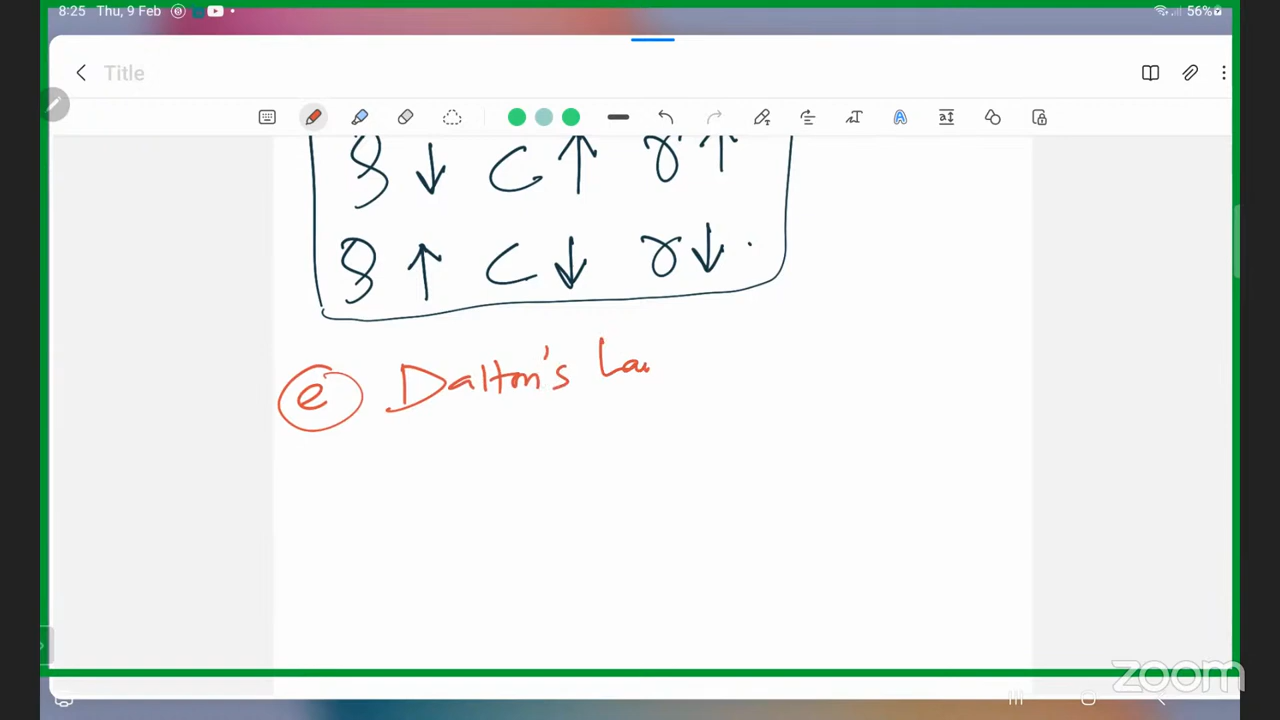 8:25 Thu, 9 Feb 56%
Title
ȣ ↓ C ↑ r ↑
ȣ ↑ C ↓ r ↓ .
e Dalton's La
zoom